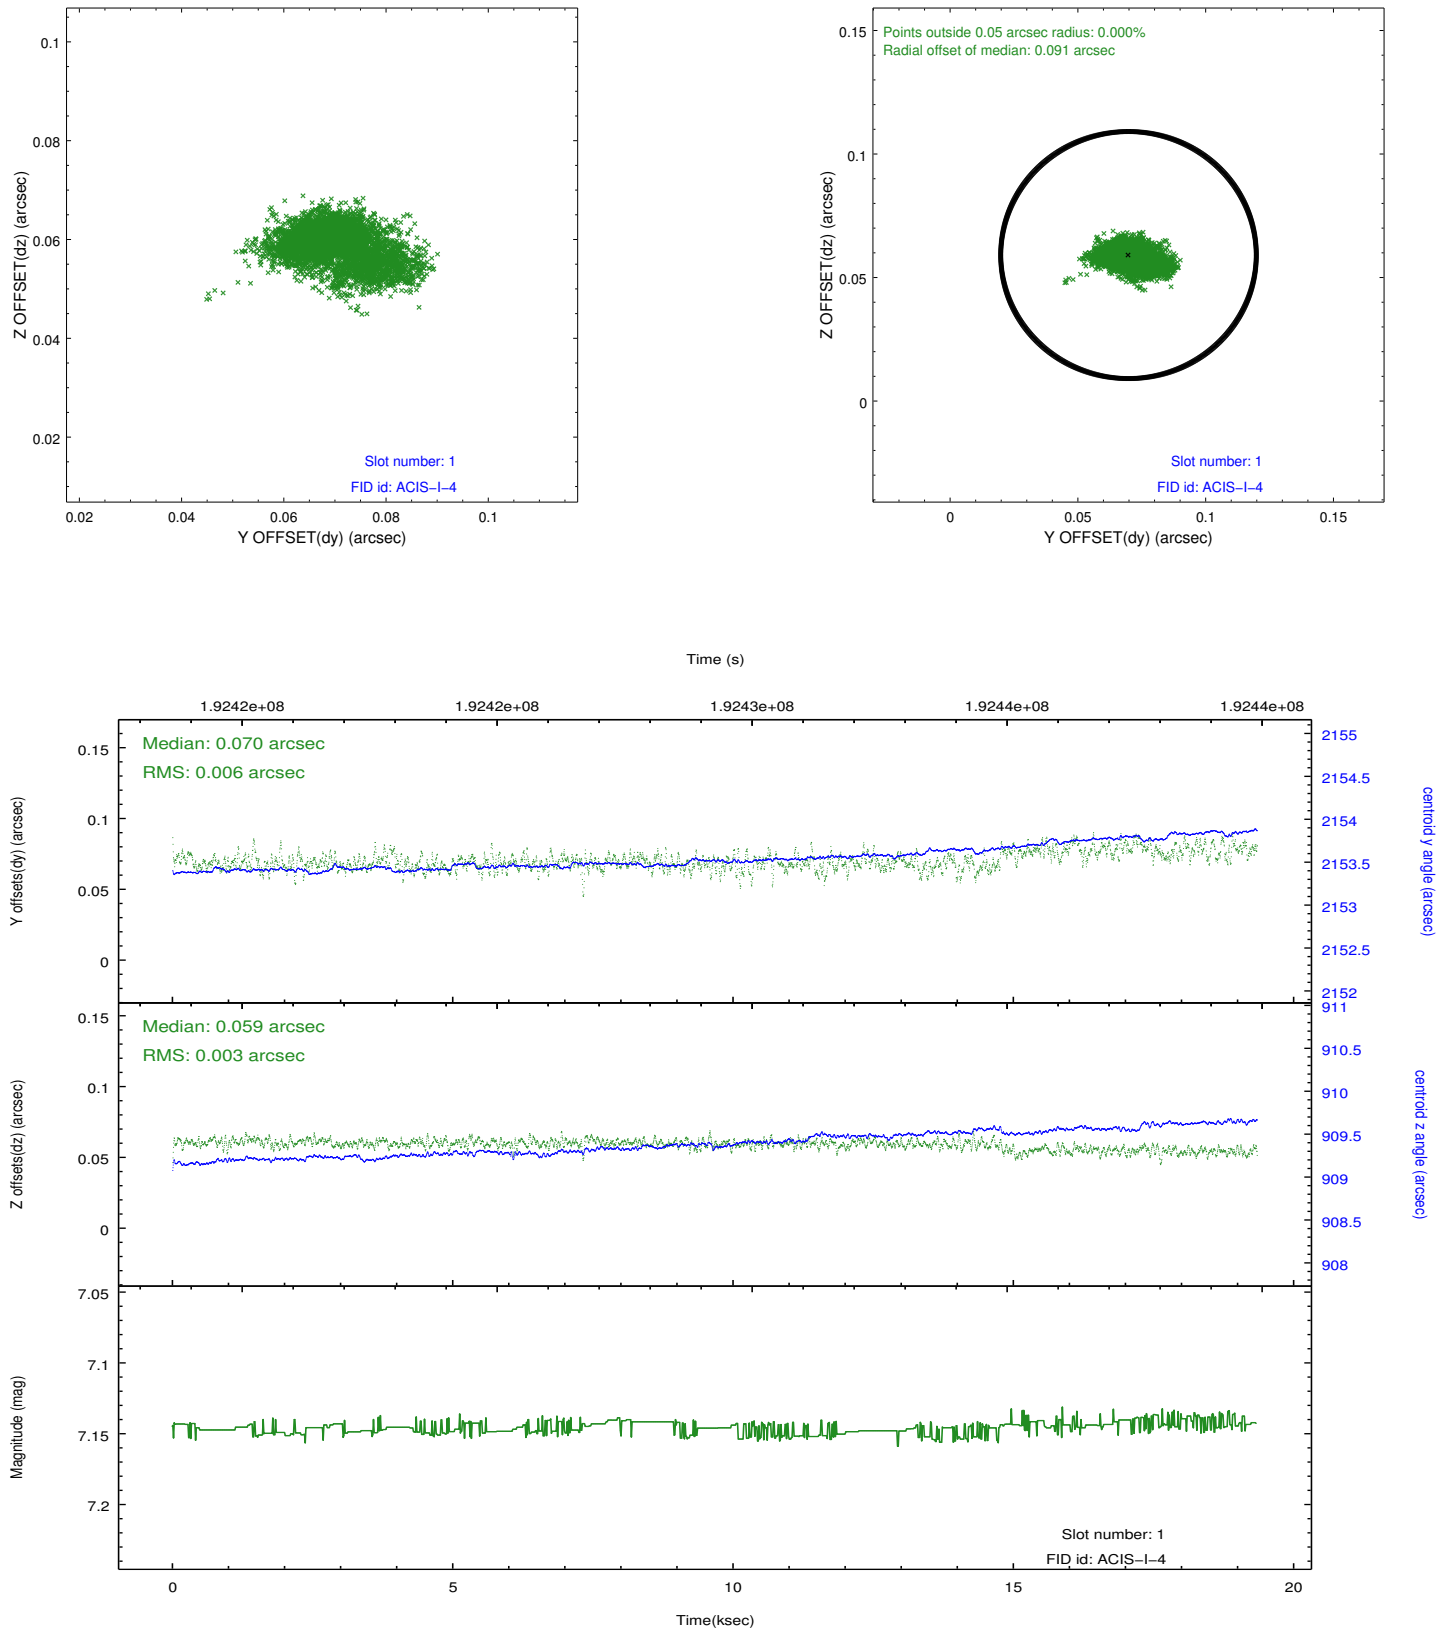 0.1
0.08
0.06
0.04
0.02
Z OFFSET(dz) (arcsec)
Slot number: 1
FID id: ACIS−I−4
0.02 0.04 0.06 0.08 0.1
Y OFFSET(dy) (arcsec)
Points outside 0.05 arcsec radius: 0.000%
Radial offset of median: 0.091 arcsec
0.15
0.1
0.05
0
Z OFFSET(dz) (arcsec)
Slot number: 1
FID id: ACIS−I−4
0 0.05 0.1 0.15
Y OFFSET(dy) (arcsec)
Time (s)
1.9242e+08 1.9242e+08 1.9243e+08 1.9244e+08 1.9244e+08
Median: 0.070 arcsec
RMS: 0.006 arcsec
0.15
0.1
0.05
0
Y offsets(dy) (arcsec)
2155
2154.5
2154
2153.5
2153
2152.5
2152
centroid y angle (arcsec)
Median: 0.059 arcsec
RMS: 0.003 arcsec
0.15
0.1
0.05
0
Z offsets(dz) (arcsec)
911
910.5
910
909.5
909
908.5
908
centroid z angle (arcsec)
7.05
7.1
7.15
7.2
Magnitude (mag)
Slot number: 1
FID id: ACIS−I−4
0 5 10 15 20
Time(ksec)